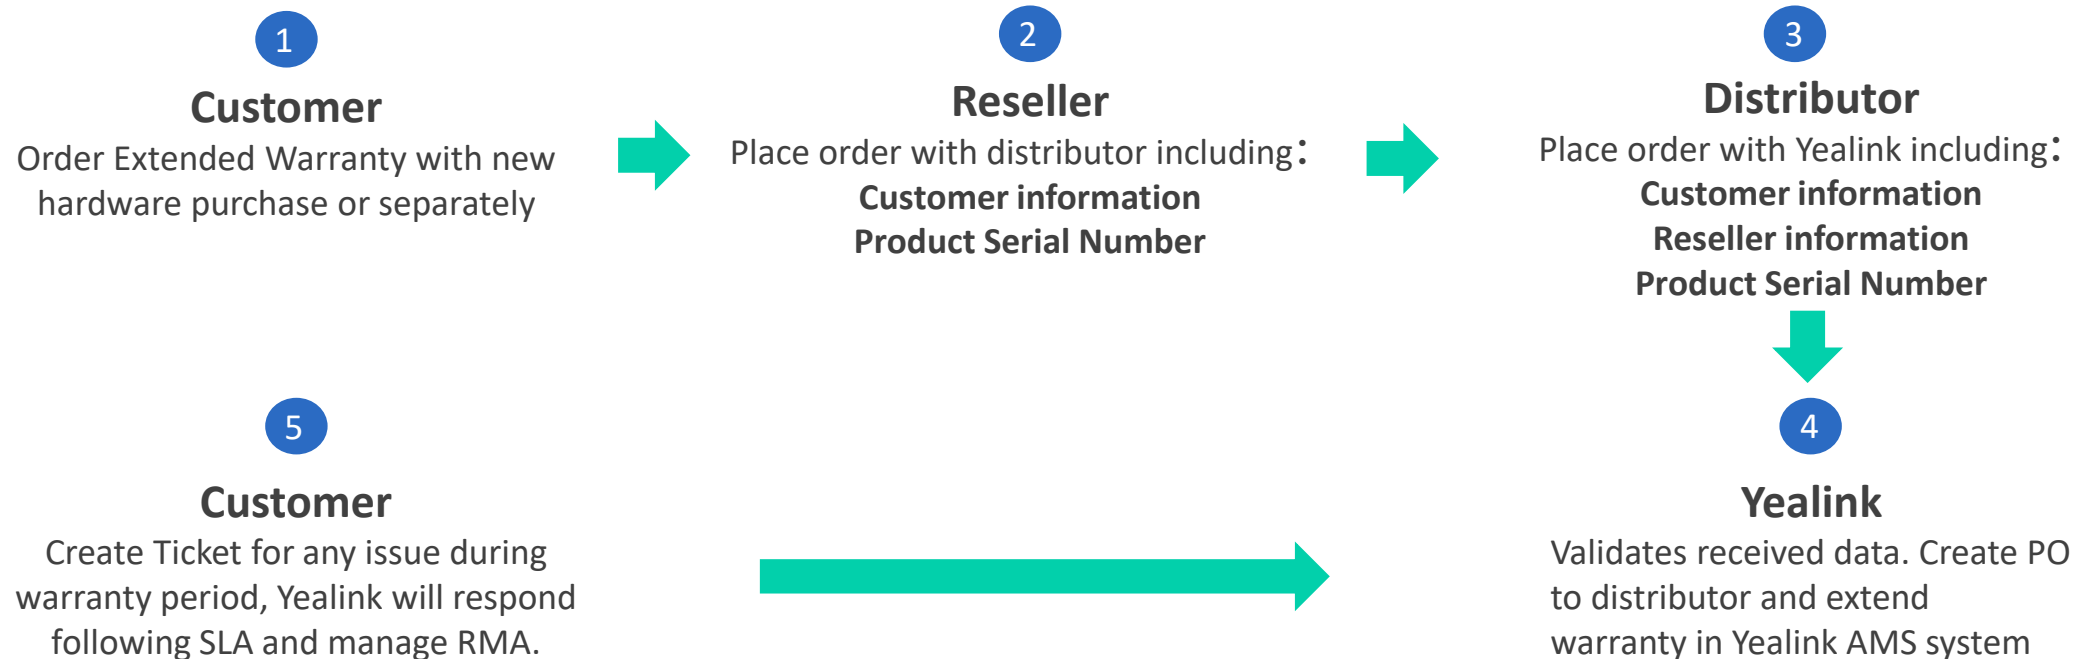 1
Customer
Order Extended Warranty with new
hardware purchase or separately
2
Reseller
Place order with distributor including：
Customer information
Product Serial Number
3
Distributor
Place order with Yealink including：
Customer information
Reseller information
Product Serial Number
4
Yealink
Validates received data. Create PO
to distributor and extend
warranty in Yealink AMS system
5
Customer
Create Ticket for any issue during
warranty period, Yealink will respond
following SLA and manage RMA.